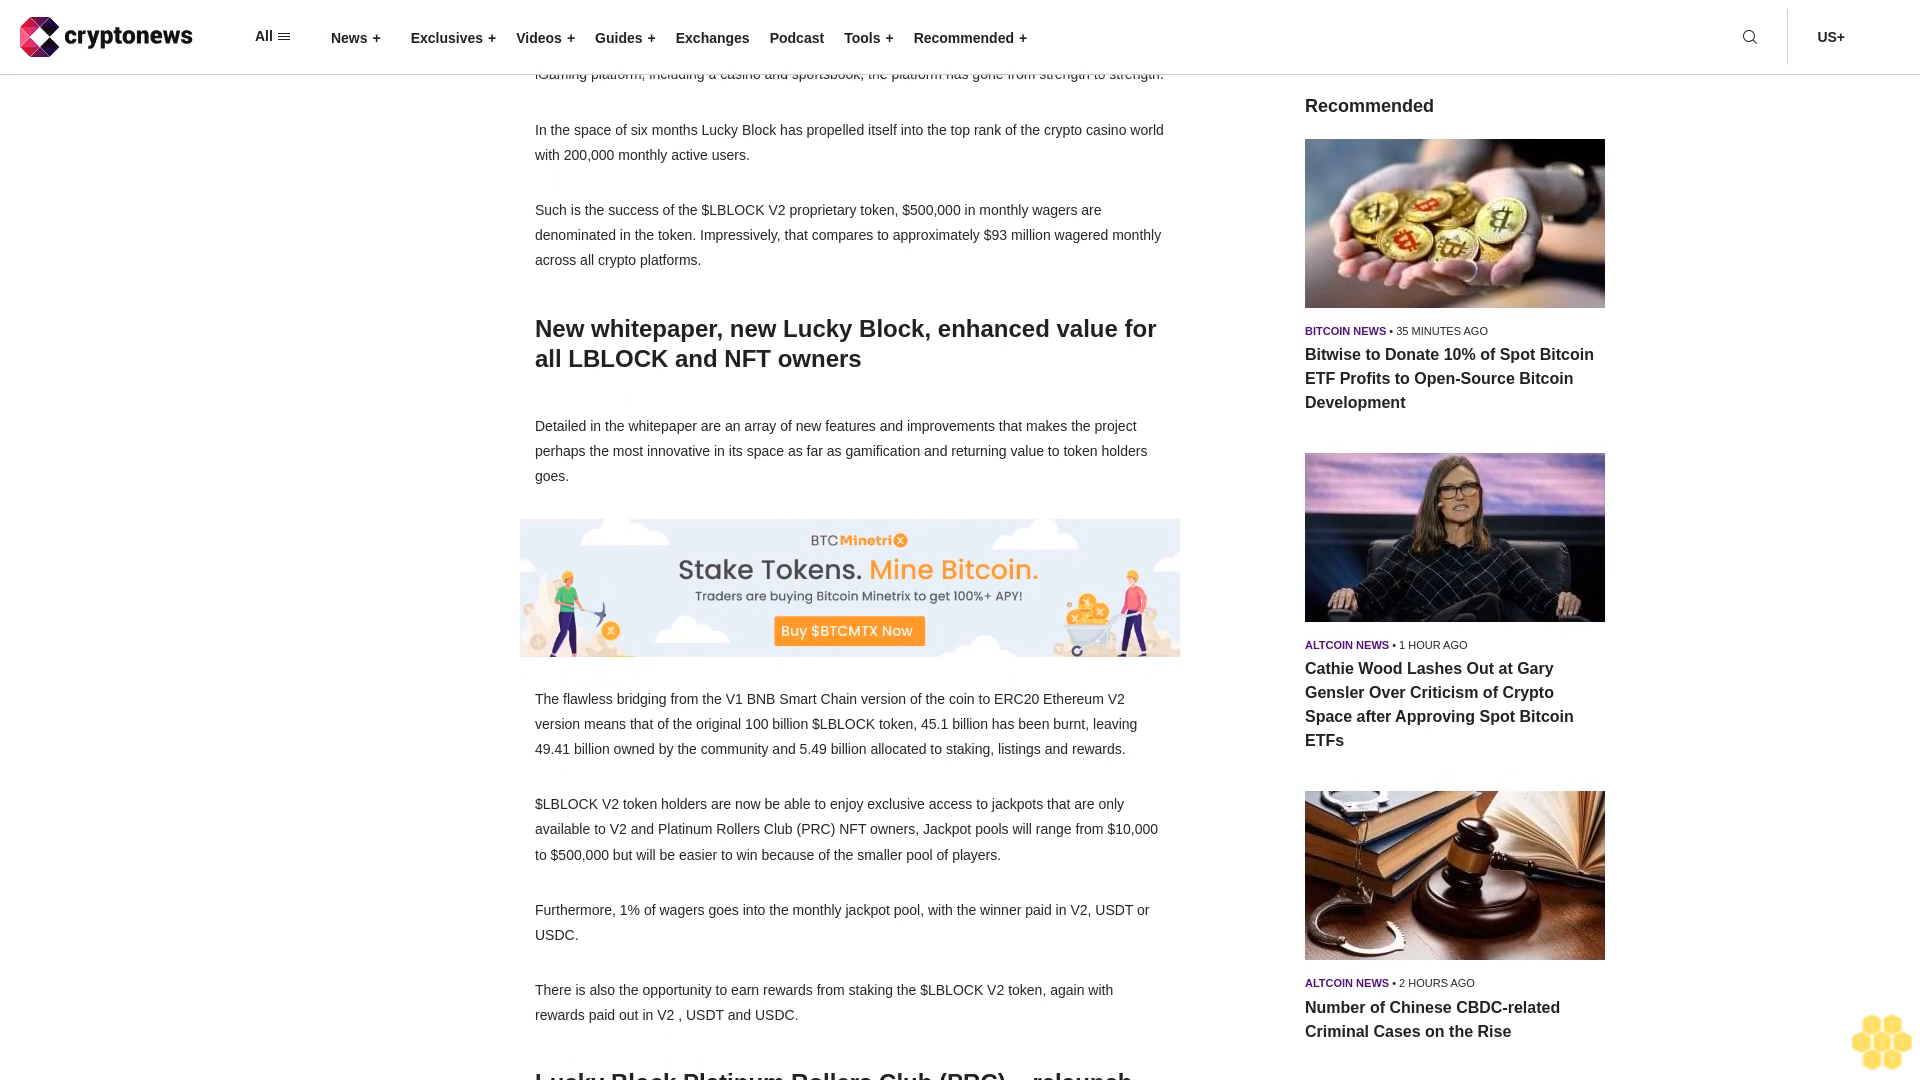 cryptonews
All
News +
Exclusives +
Videos +
Guides +
Exchanges
Podcast
Tools +
Recommended +
US+
iGaming platform, including a casino and sportsbook, the platform has gone from strength to strength.
In the space of six months Lucky Block has propelled itself into the top rank of the crypto casino world
with 200,000 monthly active users.
Such is the success of the $LBLOCK V2 proprietary token, $500,000 in monthly wagers are
denominated in the token. Impressively, that compares to approximately $93 million wagered monthly
across all crypto platforms.
New whitepaper, new Lucky Block, enhanced value for
all LBLOCK and NFT owners
Detailed in the whitepaper are an array of new features and improvements that makes the project
perhaps the most innovative in its space as far as gamification and returning value to token holders
goes.
BTCMinetrix
Stake Tokens. Mine Bitcoin.
Traders are buying Bitcoin Minetrix to get 100%+ APY!
Buy $BTCMTX Now
The flawless bridging from the V1 BNB Smart Chain version of the coin to ERC20 Ethereum V2
version means that of the original 100 billion $LBLOCK token, 45.1 billion has been burnt, leaving
49.41 billion owned by the community and 5.49 billion allocated to staking, listings and rewards.
$LBLOCK V2 token holders are now be able to enjoy exclusive access to jackpots that are only
available to V2 and Platinum Rollers Club (PRC) NFT owners, Jackpot pools will range from $10,000
to $500,000 but will be easier to win because of the smaller pool of players.
Furthermore, 1% of wagers goes into the monthly jackpot pool, with the winner paid in V2, USDT or
USDC.
There is also the opportunity to earn rewards from staking the $LBLOCK V2 token, again with
rewards paid out in V2 , USDT and USDC.
Lucky Block Platinum Rollers Club (PRC) – relaunch
Recommended
BITCOIN NEWS • 35 MINUTES AGO
Bitwise to Donate 10% of Spot Bitcoin
ETF Profits to Open-Source Bitcoin
Development
ALTCOIN NEWS • 1 HOUR AGO
Cathie Wood Lashes Out at Gary
Gensler Over Criticism of Crypto
Space after Approving Spot Bitcoin
ETFs
ALTCOIN NEWS • 2 HOURS AGO
Number of Chinese CBDC-related
Criminal Cases on the Rise